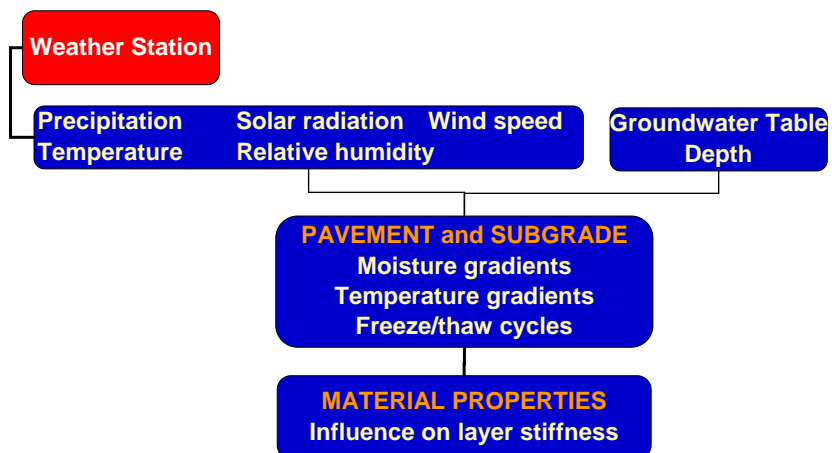 Weather Station
Precipitation Solar radiation Wind speed
Temperature Relative humidity
Groundwater Table
Depth
PAVEMENT and SUBGRADE
Moisture gradients
Temperature gradients
Freeze/thaw cycles
MATERIAL PROPERTIES
Influence on layer stiffness